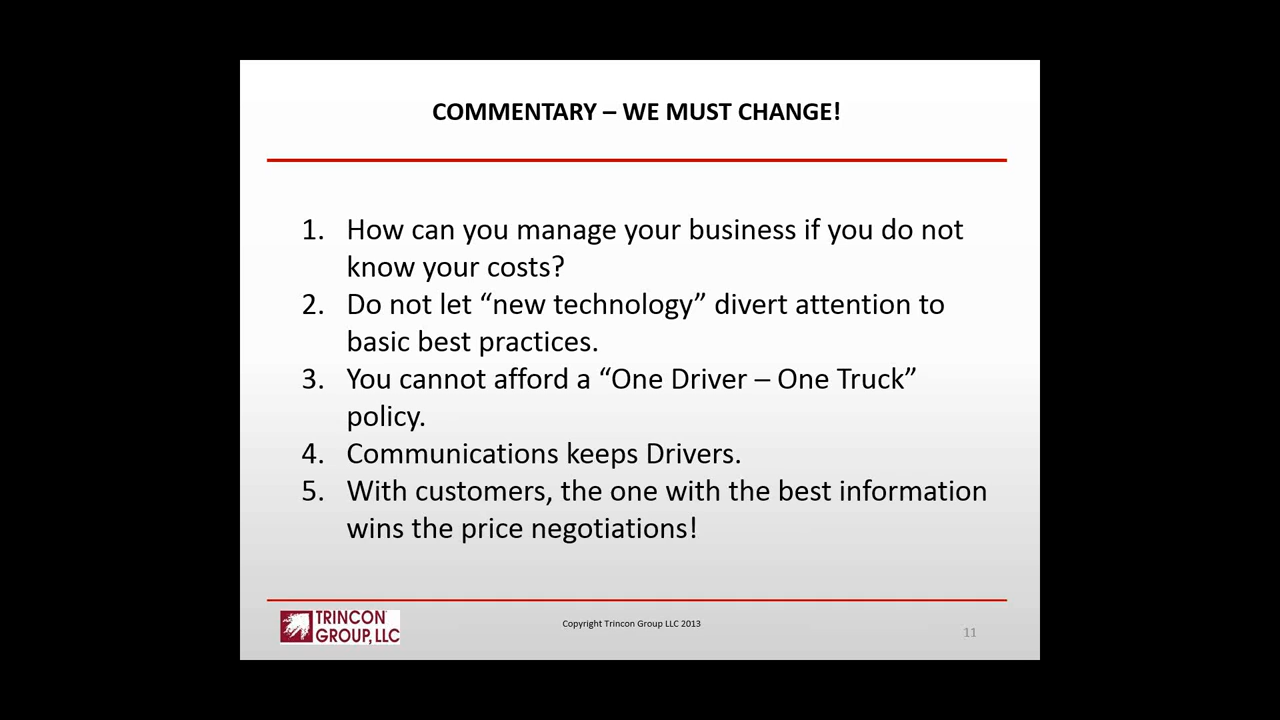 COMMENTARY – WE MUST CHANGE!
1. How can you manage your business if you do not
know your costs?
2. Do not let “new technology” divert attention to
basic best practices.
3. You cannot afford a “One Driver – One Truck”
policy.
4. Communications keeps Drivers.
5. With customers, the one with the best information
wins the price negotiations!
TRINCON
GROUP, LLC
Copyright Trincon Group LLC 2013
11